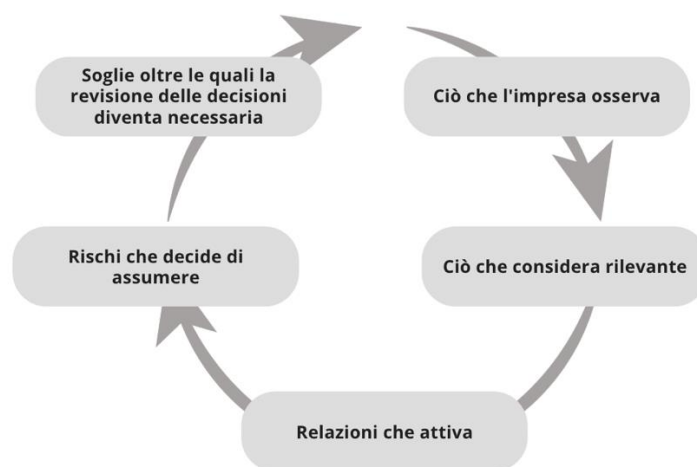 Soglie oltre le quali la
revisione delle decisioni
diventa necessaria
Ciò che l'impresa osserva
Rischi che decide di
assumere
Ciò che considera rilevante
Relazioni che attiva